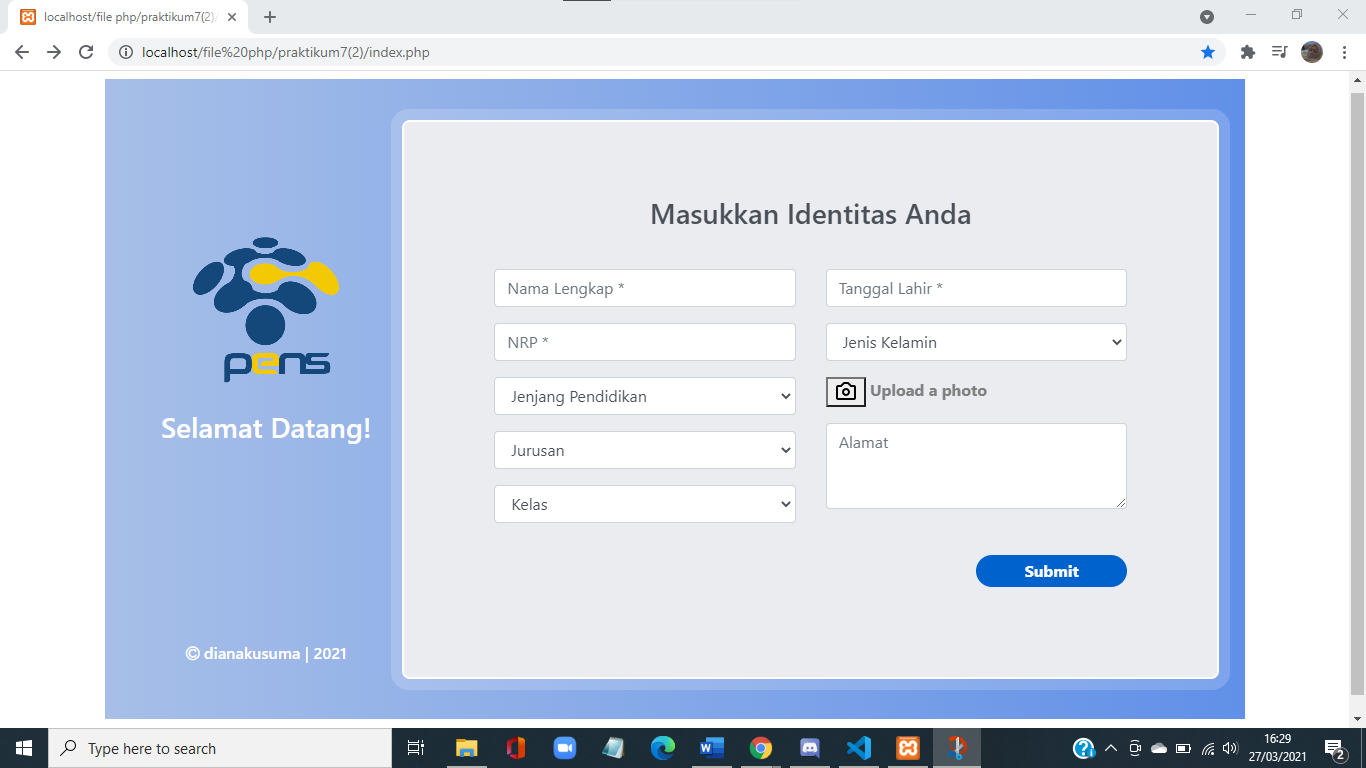 localhost/file php/praktikum7(2)/
localhost/file%20php/praktikum7(2)/index.php
pens
Selamat Datang!
© dianakusuma | 2021
Masukkan Identitas Anda
Nama Lengkap *
NRP *
Jenjang Pendidikan
Jurusan
Kelas
Tanggal Lahir *
Jenis Kelamin
Upload a photo
Alamat
Submit
Type here to search
16:29
27/03/2021
2